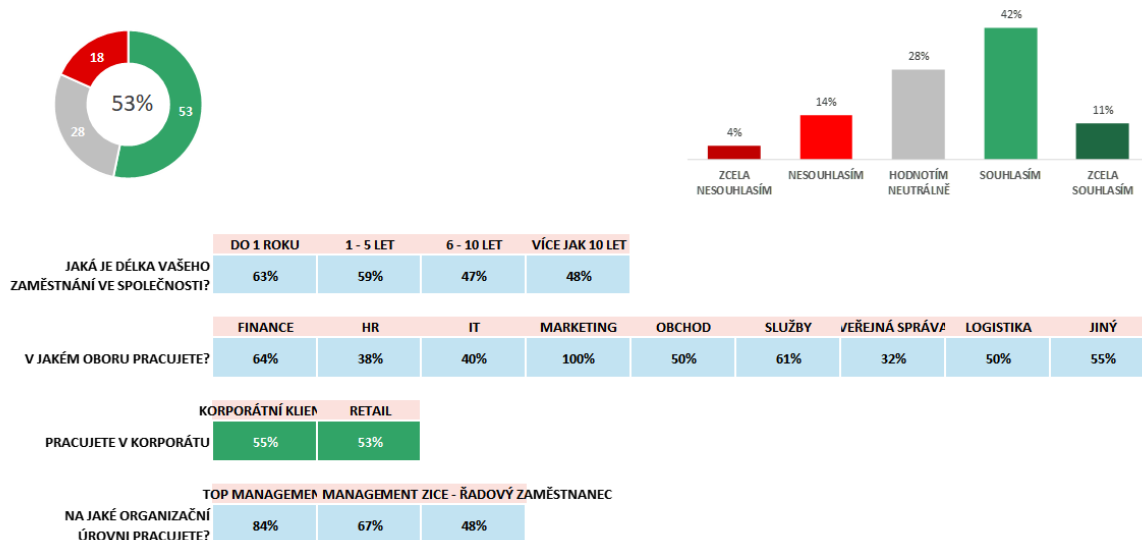 18
53%
53
28
42%
28%
14%
11%
4%
ZCELA NESOUHLASÍM
NESOUHLASÍM
HODNOTÍM NEUTRÁLNĚ
SOUHLASÍM
ZCELA SOUHLASÍM
DO 1 ROKU 1 - 5 LET 6 - 10 LET VÍCE JAK 10 LET
JAKÁ JE DÉLKA VAŠEHO
ZAMĚSTNÁNÍ VE SPOLEČNOSTI?
63% 59% 47% 48%
FINANCE HR IT MARKETING OBCHOD SLUŽBY VEŘEJNÁ SPRÁVA LOGISTIKA JINÝ
V JAKÉM OBORU PRACUJETE? 64% 38% 40% 100% 50% 61% 32% 50% 55%
KORPORÁTNÍ KLIEN RETAIL
PRACUJETE V KORPORÁTU 55% 53%
TOP MANAGEMEN MANAGEMENT ZICE - ŘADOVÝ ZAMĚSTNANEC
NA JAKÉ ORGANIZAČNÍ
ÚROVNI PRACUJETE?
84% 67% 48%